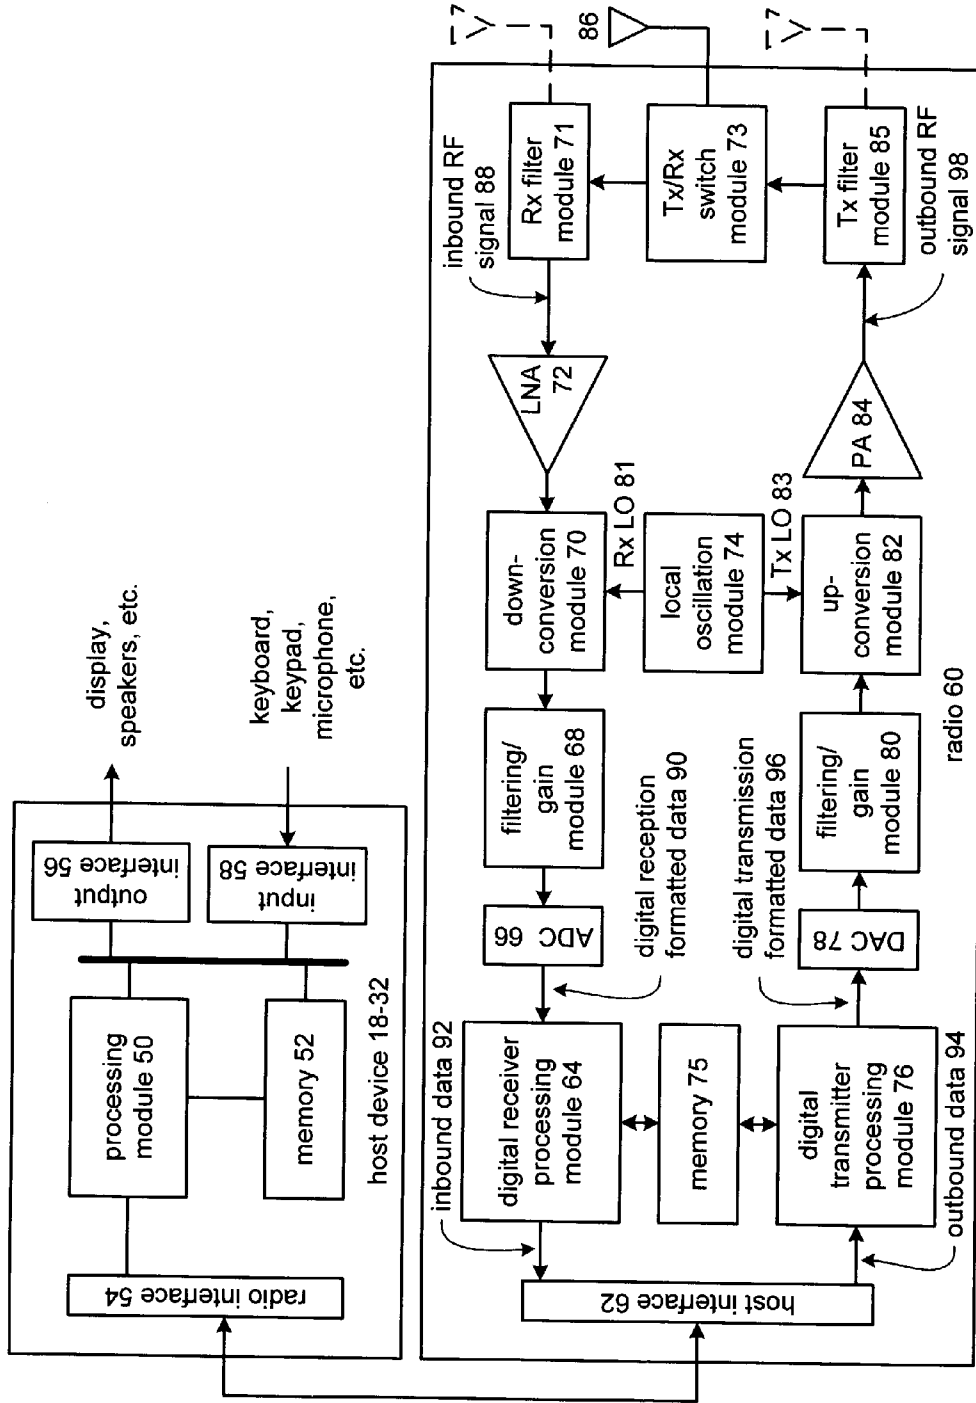 radio interface 54
processing
module 50
memory 52
output
interface 56
input
interface 58
display,
speakers, etc.
keyboard,
keypad,
microphone,
etc.
host device 18-32
host interface 62
inbound data 92
digital receiver
processing
module 64
ADC 66
digital reception
formatted data 90
filtering/
gain
module 68
down-
conversion
module 70
LNA
72
inbound RF
signal 88
Rx filter
module 71
Rx LO 81
memory 75
local
oscillation
module 74
Tx/Rx
switch
module 73
86
Tx LO 83
digital
transmitter
processing
module 76
outbound data 94
digital transmission
formatted data 96
DAC 78
filtering/
gain
module 80
up-
conversion
module 82
PA 84
Tx filter
module 85
outbound RF
signal 98
radio 60